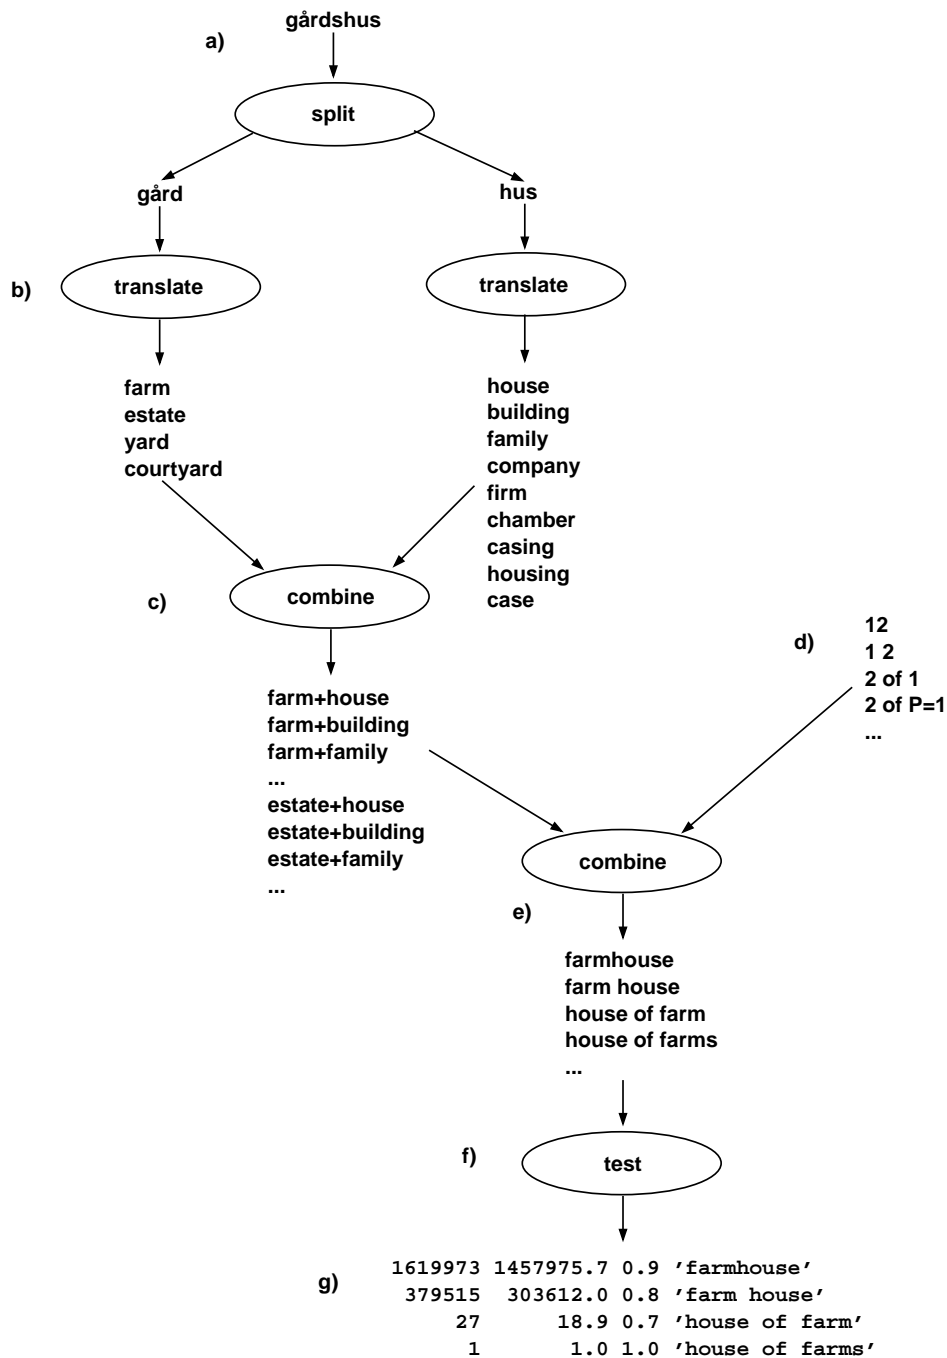 gårdshus
a)
split
gård
hus
b)
translate
translate
farm
estate
yard
courtyard
house
building
family
company
firm
chamber
casing
housing
case
c)
combine
d)
12
1 2
2 of 1
2 of P=1
...
farm+house
farm+building
farm+family
...
estate+house
estate+building
estate+family
...
combine
e)
farmhouse
farm house
house of farm
house of farms
...
f)
test
g)
1619973 1457975.7 0.9 ’farmhouse’
379515 303612.0 0.8 ’farm house’
27 18.9 0.7 ’house of farm’
1 1.0 1.0 ’house of farms’